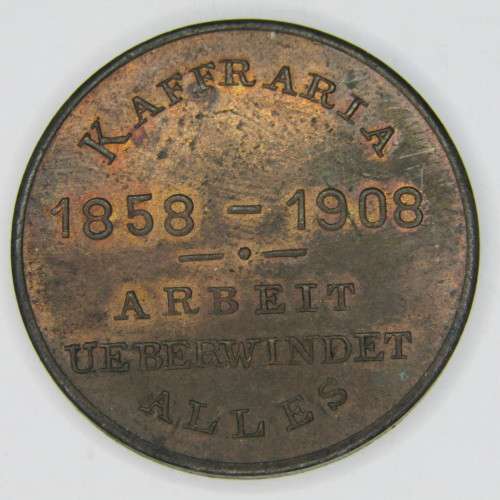 KAFFRARIA
1858 - 1908
ARBEIT
UEBERWINDET
ALLES